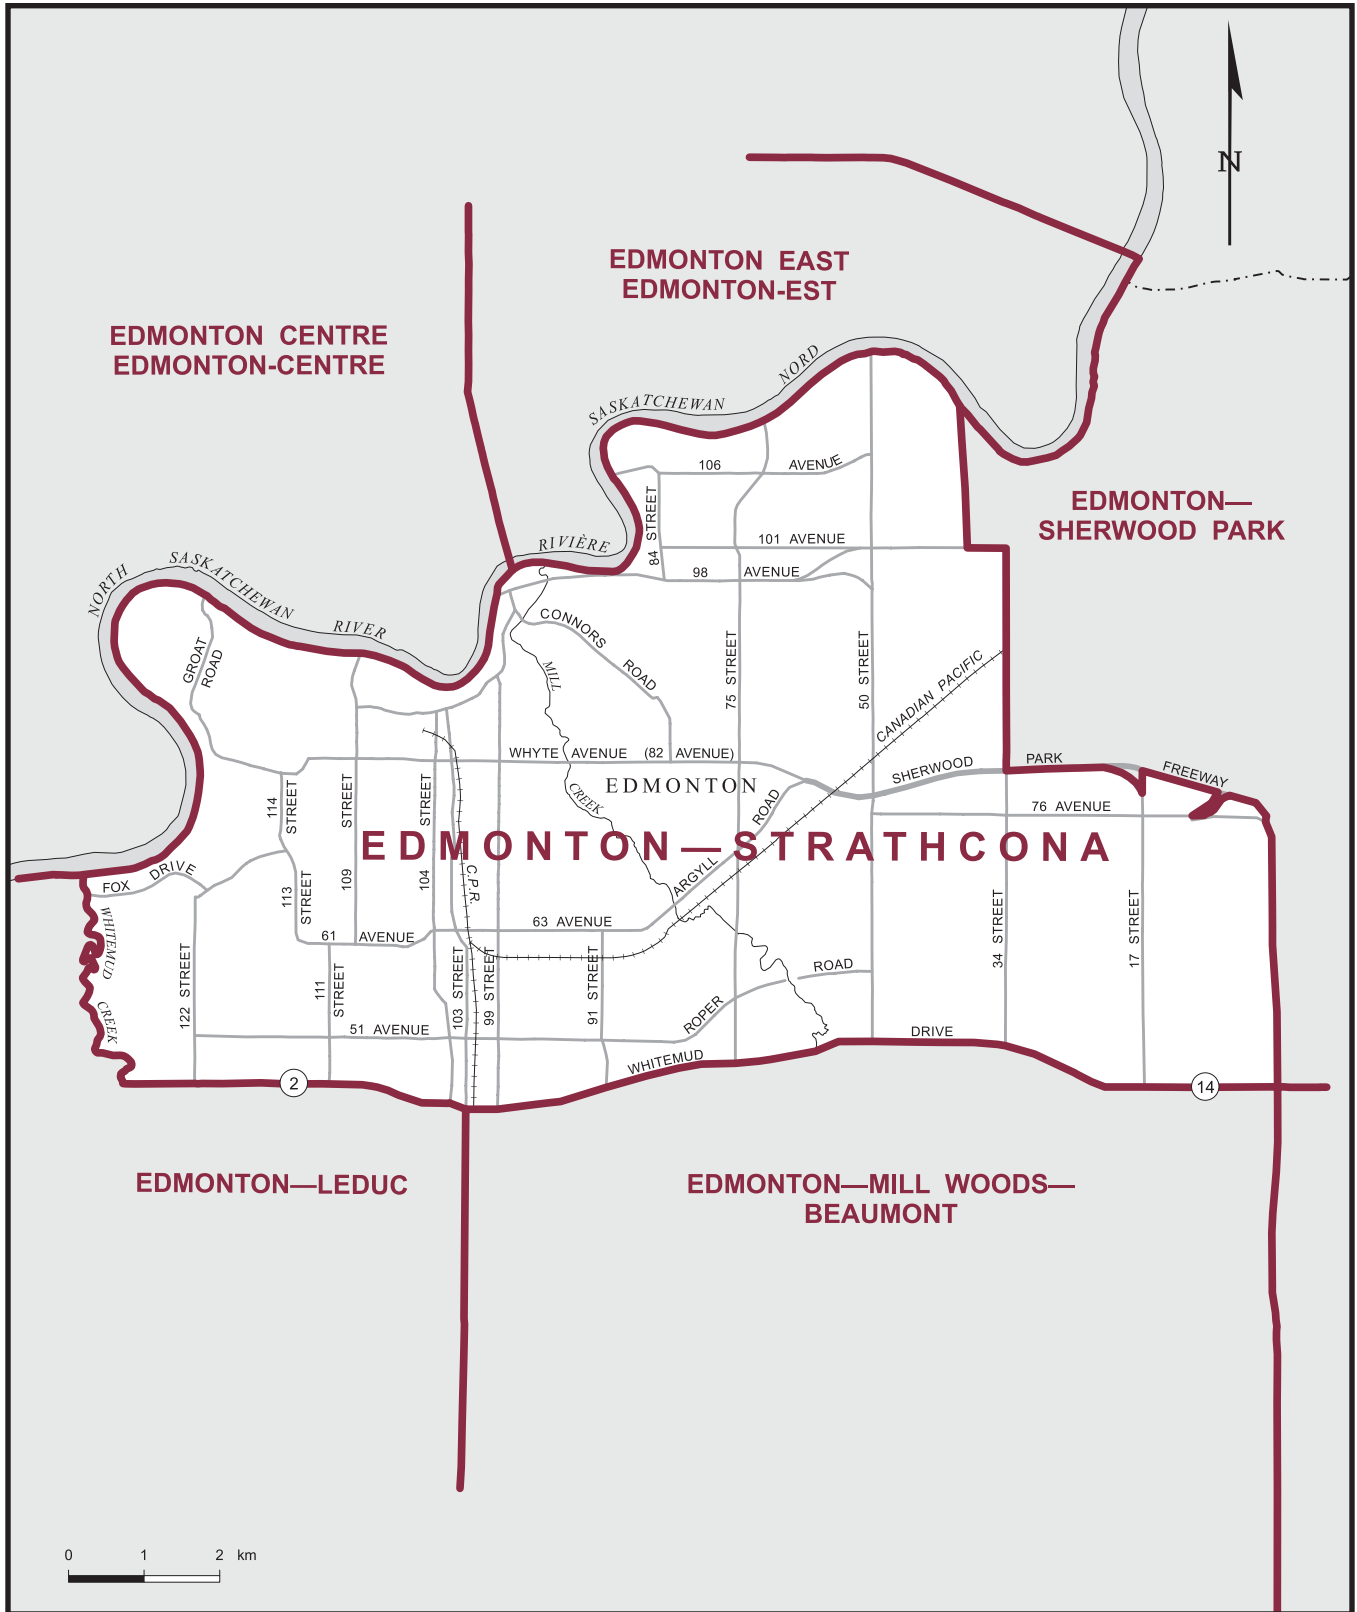 N
EDMONTON EAST
EDMONTON-EST
EDMONTON CENTRE
EDMONTON-CENTRE
NORD
SASKATCHEWAN
RIVIÈRE
106 AVENUE
84 STREET
101 AVENUE
98 AVENUE
EDMONTON—
SHERWOOD PARK
NORTH
SASKATCHEWAN
RIVER
GROAT
ROAD
CONNORS
ROAD
MILL
CREEK
75 STREET
50 STREET
CANADIAN PACIFIC
WHYTE AVENUE (82 AVENUE)
EDMONTON
SHERWOOD
PARK
FREEWAY
76 AVENUE
114
STREET
109
STREET
104
STREET
EDMONTON—STRATHCONA
ARGYLL
ROAD
C.P.R.
FOX DRIVE
113
STREET
63 AVENUE
61 AVENUE
WHITEMUD
CREEK
122 STREET
111
STREET
103 STREET
99 STREET
91 STREET
34 STREET
17 STREET
51 AVENUE
ROPER
ROAD
WHITEMUD
DRIVE
2
14
EDMONTON—LEDUC
EDMONTON—MILL WOODS—
BEAUMONT
0 1 2 km